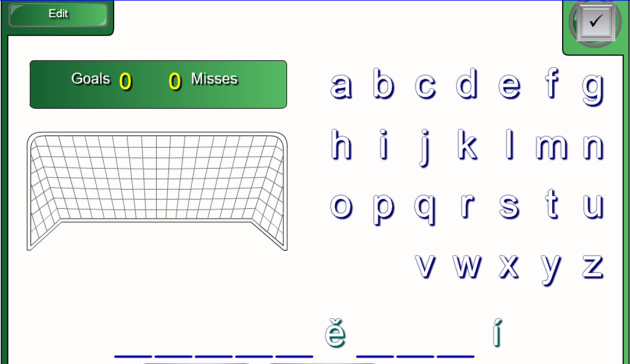 Edit
Goals 0 0 Misses
a b c d e f g
h i j k l m n
o p q r s t u
v w x y z
_ _ _ _ _ ě _ _ _ í